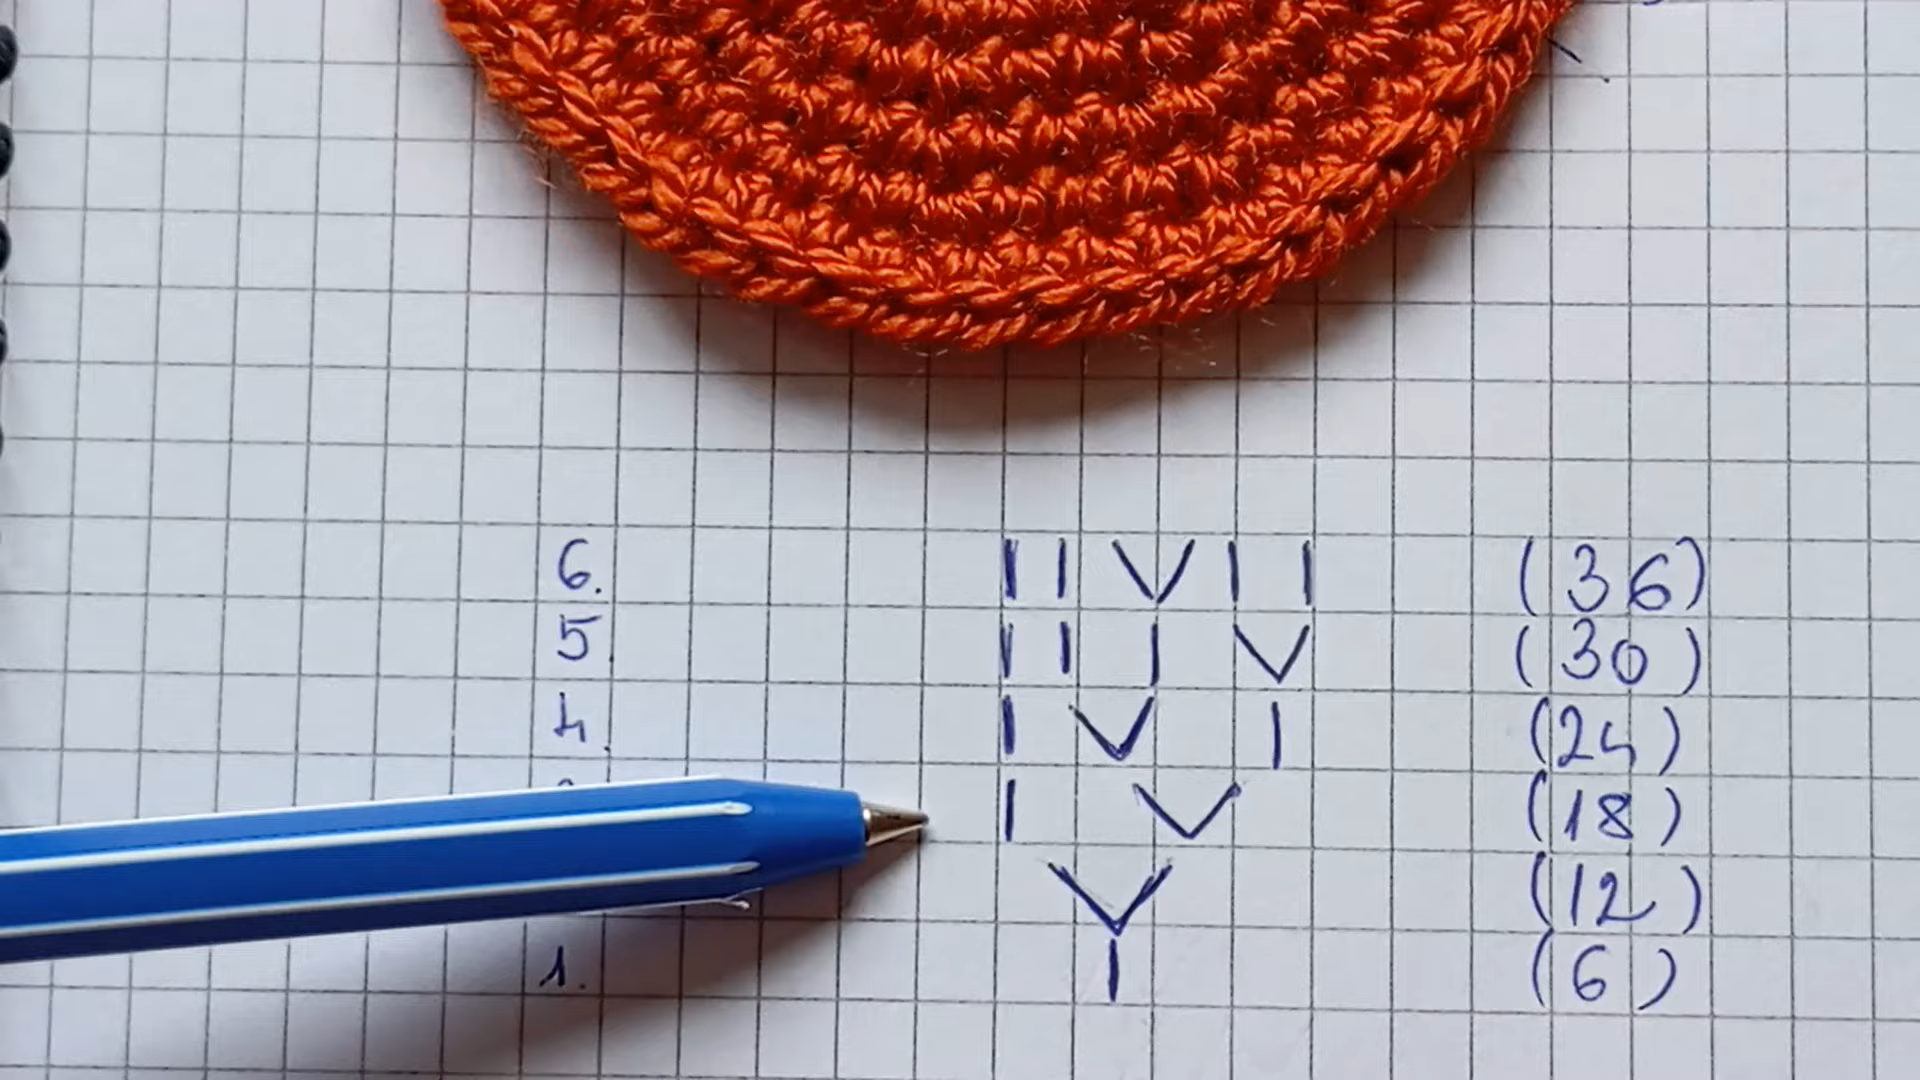 6. | | V | | (36)
5. | | | V (30)
4. | V | (24)
| V (18)
V (12)
1. | (6)